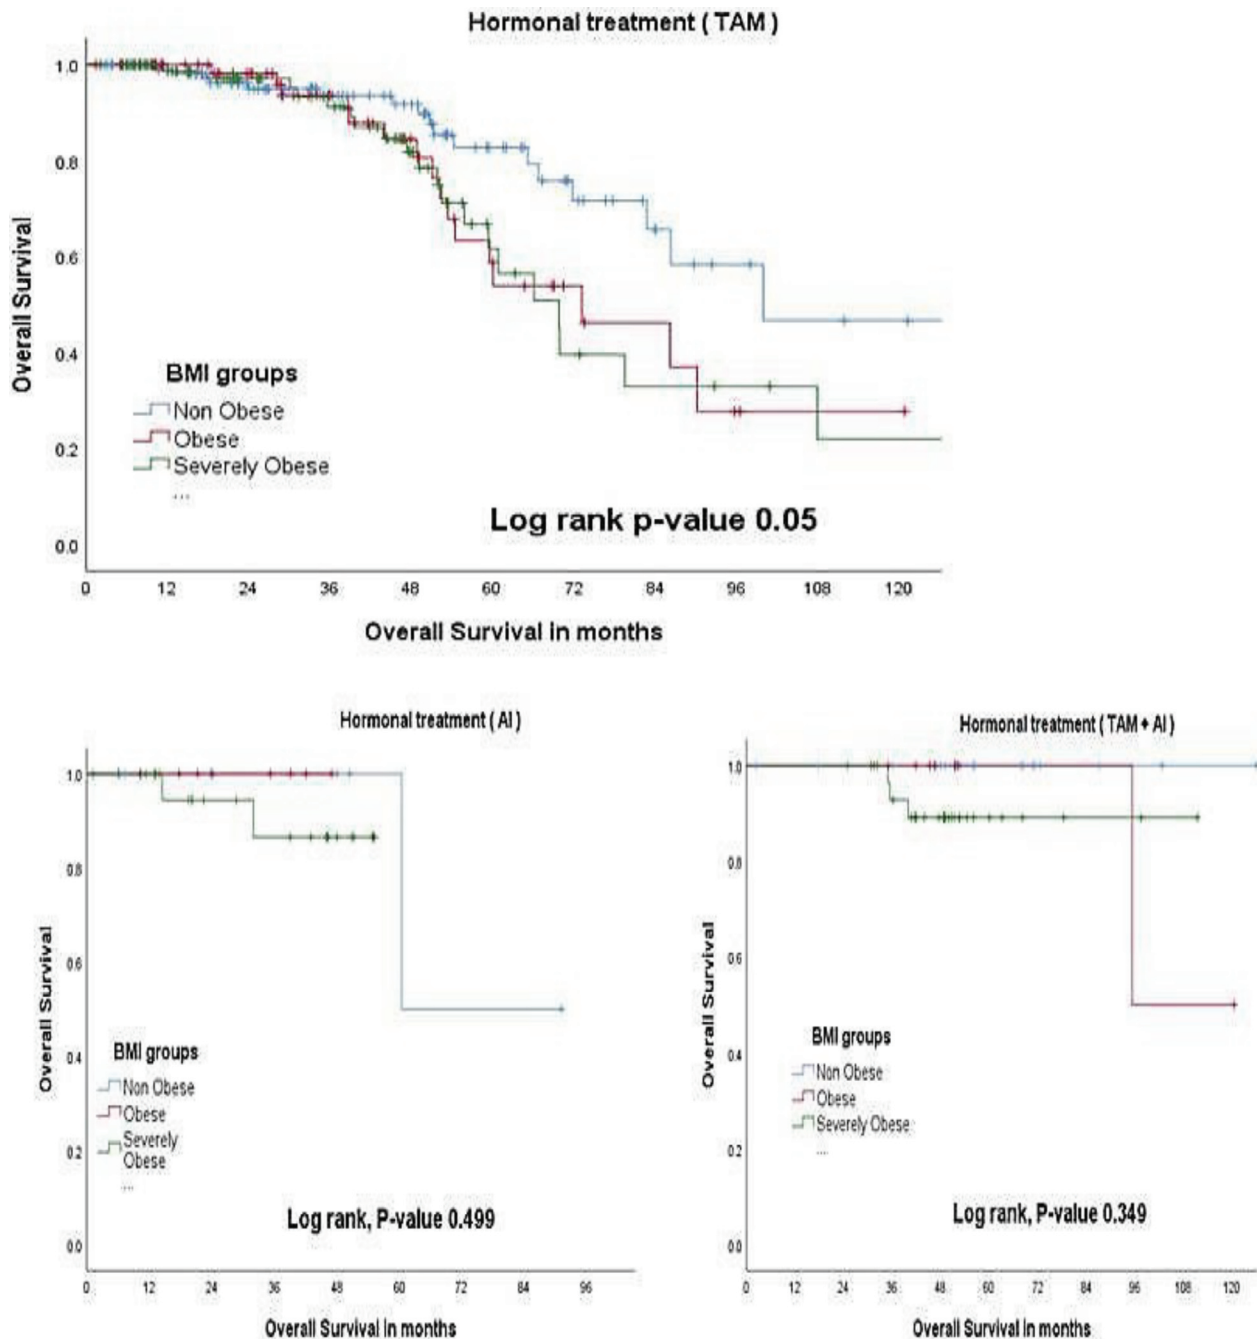 Hormonal treatment ( TAM )
1.0
0.8
0.6
0.4
0.2
0.0
Overall Survival
BMI groups
Non Obese
Obese
Severely Obese
...
Log rank p-value 0.05
0 12 24 36 48 60 72 84 96 108 120
Overall Survival in months
Hormonal treatment ( AI )
1.0
0.8
0.6
0.4
0.2
0.0
Overall Survival
BMI groups
Non Obese
Obese
Severely
Obese
...
Log rank, P-value 0.499
0 12 24 36 48 60 72 84 96
Overall Survival in months
Hormonal treatment ( TAM + AI )
1.0
0.8
0.6
0.4
0.2
0.0
Overall Survival
BMI groups
Non Obese
Obese
Severely Obese
...
Log rank, P-value 0.349
0 12 24 36 48 60 72 84 96 108 120
Overall Survival in months